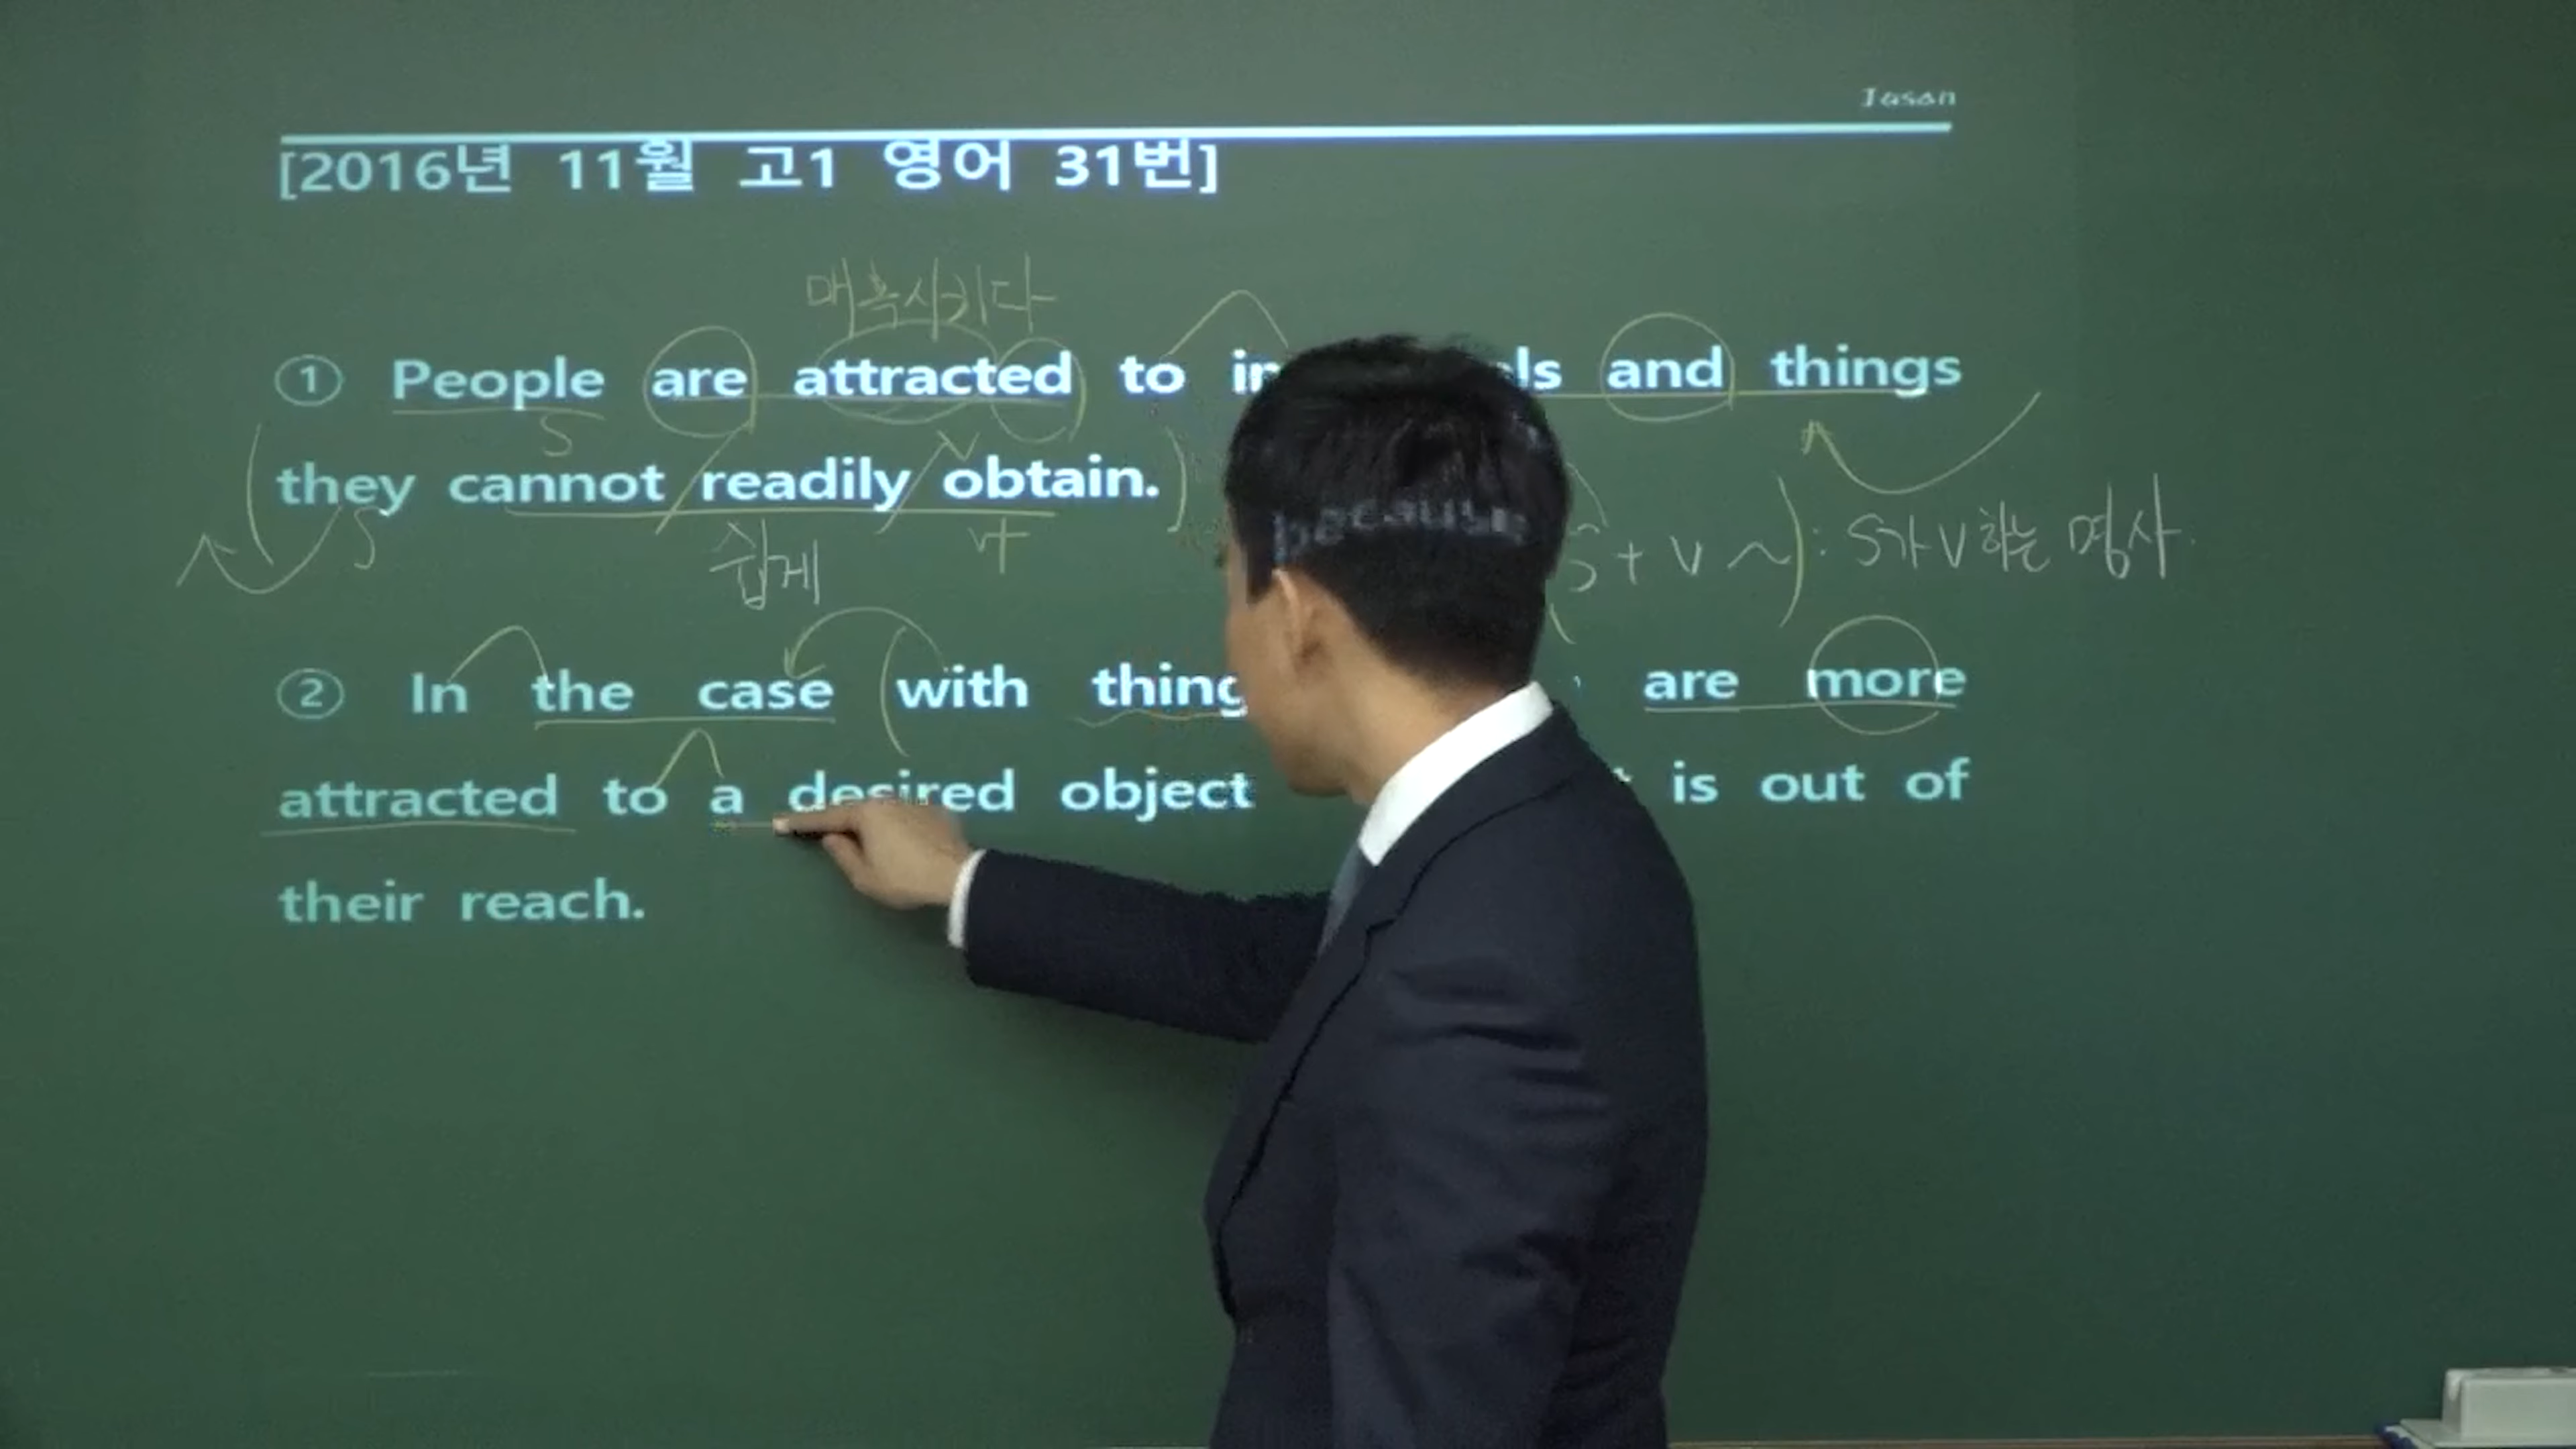 Jason
[2016년 11월 고1 영어 31번]
매혹시키다
① People are attracted to and things
S V
they cannot readily obtain.
S 쉽게 V
S + V ~) : S가 V하는 명사.
because
② In the case with are more
attracted to a desired object is out of
their reach.